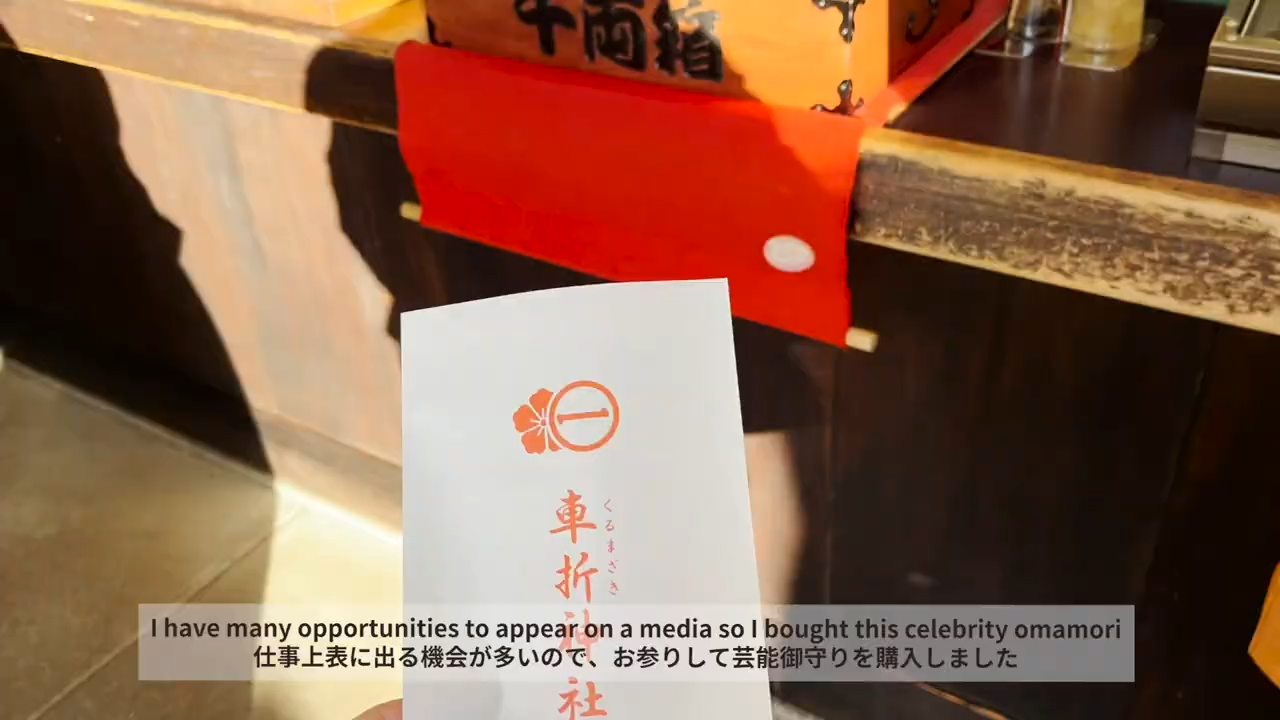 千両箱
一
車折神社
くるまざき
I have many opportunities to appear on a media so I bought this celebrity omamori
仕事上表に出る機会が多いので、お参りして芸能御守りを購入しました